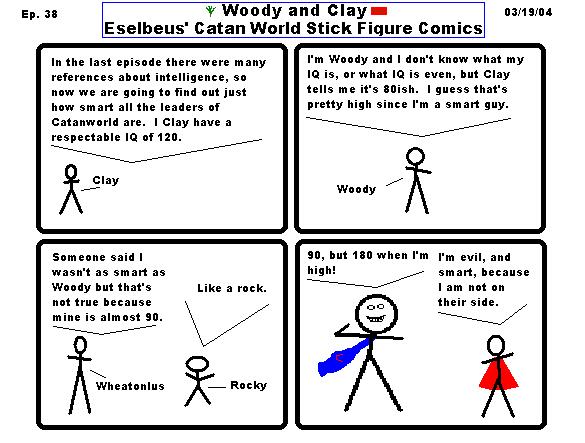 Ep. 38
Woody and Clay
03/19/04
Eselbeus' Catan World Stick Figure Comics
In the last episode there were many
references about intelligence, so
now we are going to find out just
how smart all the leaders of
Catanworld are. I Clay have a
respectable IQ of 120.
Clay
I'm Woody and I don't know what my
IQ is, or what IQ is even, but Clay
tells me it's 80ish. I guess that's
pretty high since I'm a smart guy.
Woody
Someone said I
wasn't as smart as
Woody but that's
not true because
mine is almost 90.
Wheatonius
Like a rock.
Rocky
90, but 180 when I'm
high!
I'm evil, and
smart, because
I am not on
their side.